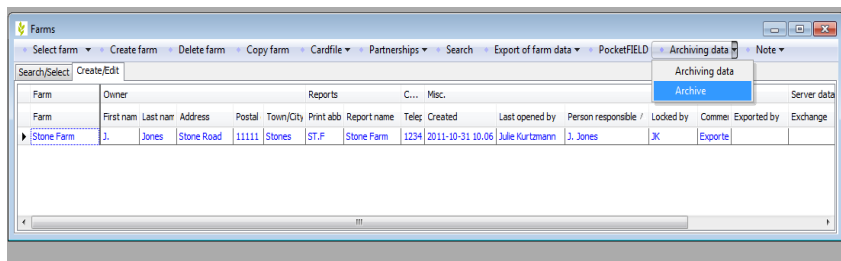 Farms
Select farm Create farm Delete farm Copy farm Cardfile Partnerships Search Export of farm data PocketFIELD Archiving data Note
Archiving data
Archive
Search/Select Create/Edit
Farm Owner Reports C... Misc. Server data
Farm First nam Last nam Address Postal Town/City Print abb Report name Telep Created Last opened by Person responsible / Locked by Commen Exported by Exchange
Stone Farm J. Jones Stone Road 11111 Stones ST.F Stone Farm 1234 2011-10-31 10.06 Julie Kurtzmann J. Jones JK Exporte